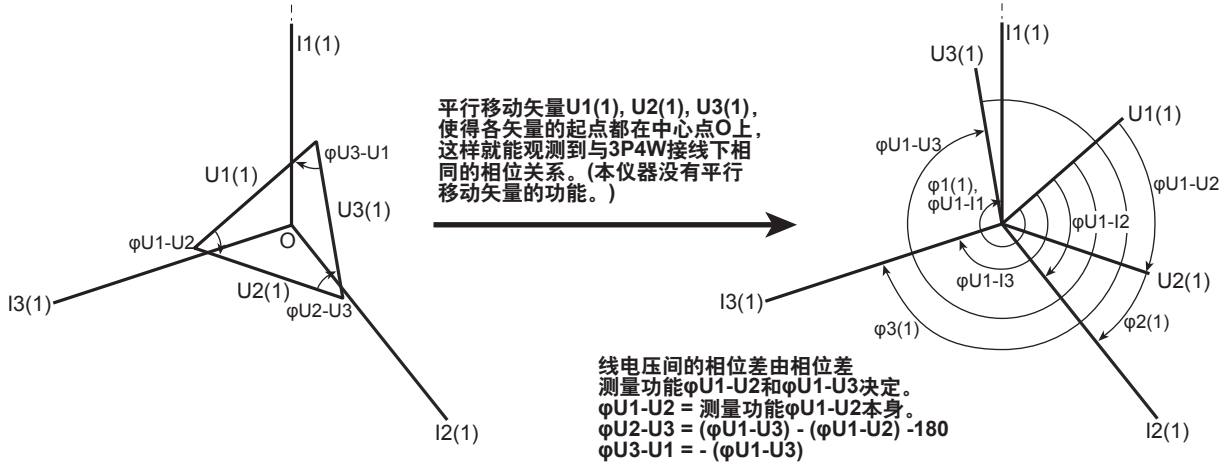 I1(1)
φU3-U1
U1(1)
U3(1)
φU1-U2
O
U2(1)
φU2-U3
I3(1)
I2(1)
平行移动矢量U1(1), U2(1), U3(1),
使得各矢量的起点都在中心点O上,
这样就能观测到与3P4W接线下相
同的相位关系。(本仪器没有平行
移动矢量的功能。)
I1(1)
U3(1)
U1(1)
φU1-U3
φU1-U2
φ1(1),
φU1-I1
φU1-I2
φU1-I3
U2(1)
I3(1)
φ3(1)
φ2(1)
I2(1)
线电压间的相位差由相位差
测量功能φU1-U2和φU1-U3决定。
φU1-U2 = 测量功能φU1-U2本身。
φU2-U3 = (φU1-U3) - (φU1-U2) -180
φU3-U1 = - (φU1-U3)